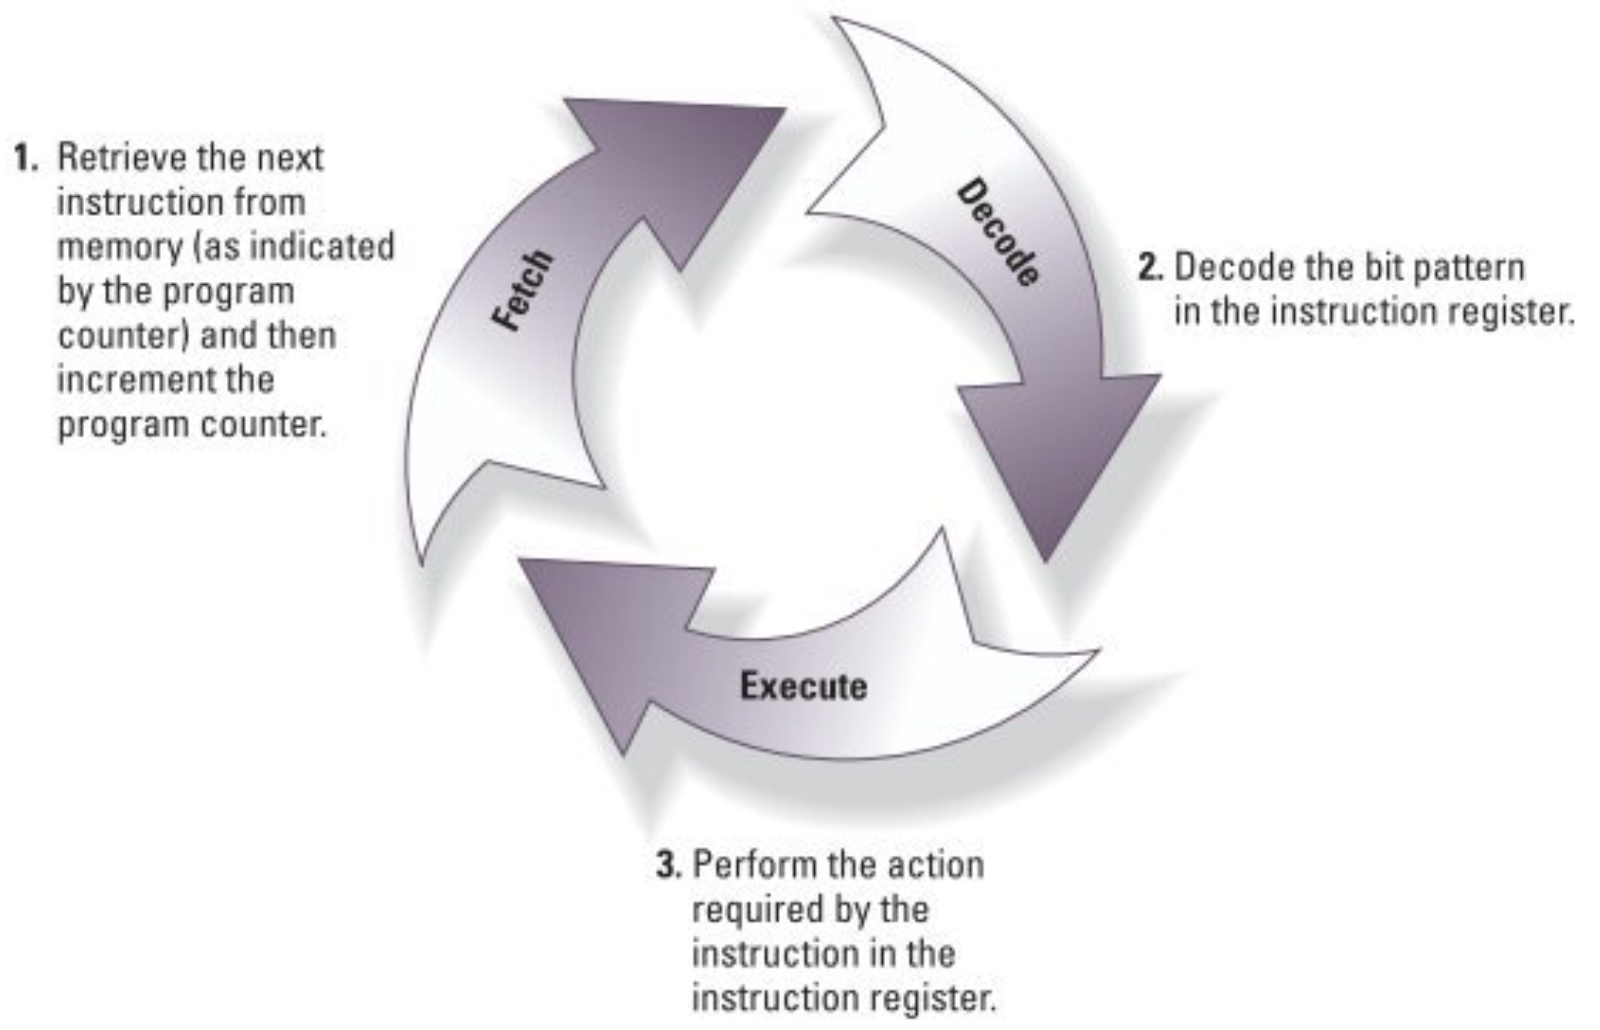 1. Retrieve the next
instruction from
memory (as indicated
by the program
counter) and then
increment the
program counter.
Fetch
Decode
2. Decode the bit pattern
in the instruction register.
Execute
3. Perform the action
required by the
instruction in the
instruction register.